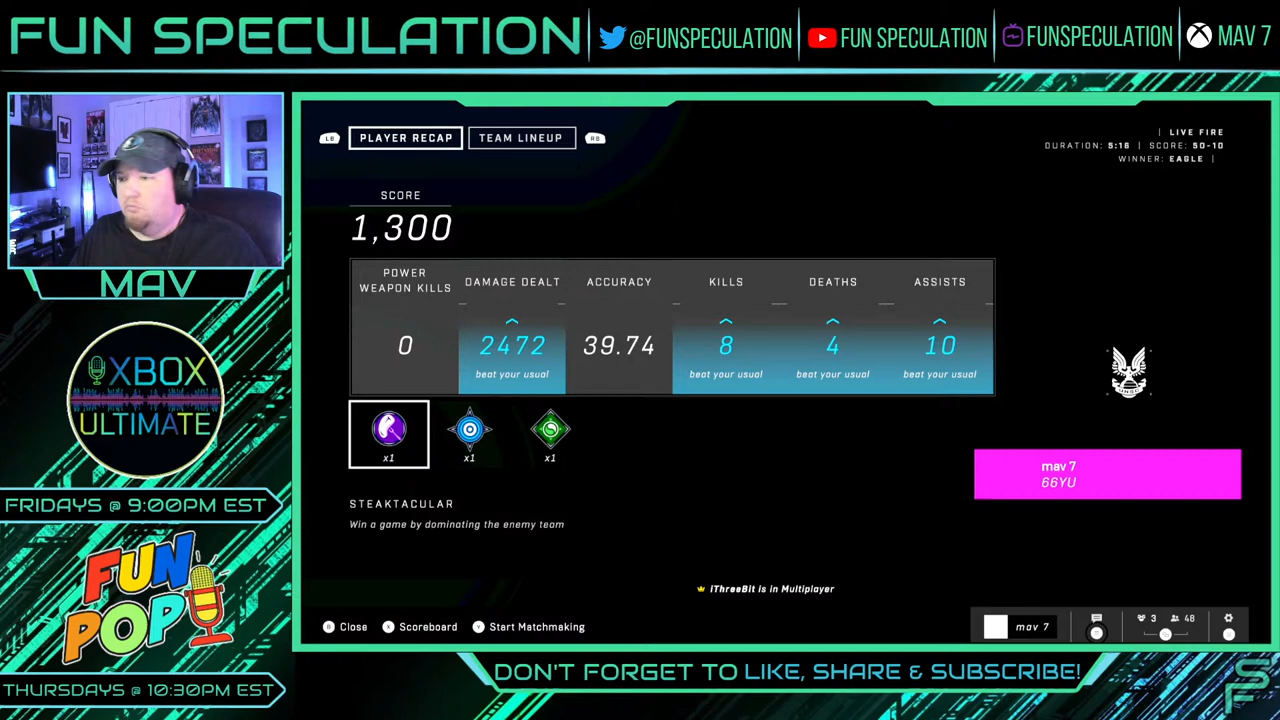 FUN SPECULATION
@FUNSPECULATION
FUN SPECULATION
FUNSPECULATION
MAV 7
LB
PLAYER RECAP
TEAM LINEUP
RB
LIVE FIRE
DURATION: 5:16 | SCORE: 50-10
WINNER: EAGLE
SCORE
1,300
POWER WEAPON KILLS
DAMAGE DEALT
ACCURACY
KILLS
DEATHS
ASSISTS
0
2472
39.74
8
4
10
beat your usual
beat your usual
beat your usual
beat your usual
x1
x1
x1
STEAKTACULAR
Win a game by dominating the enemy team
mav 7
66YU
iThreeBit is in Multiplayer
B Close
X Scoreboard
Y Start Matchmaking
mav 7
3
48
MAV
XBOX
ULTIMATE
FRIDAYS @ 9:00PM EST
FUN
POP
THURSDAYS @ 10:30PM EST
DON'T FORGET TO LIKE, SHARE & SUBSCRIBE!